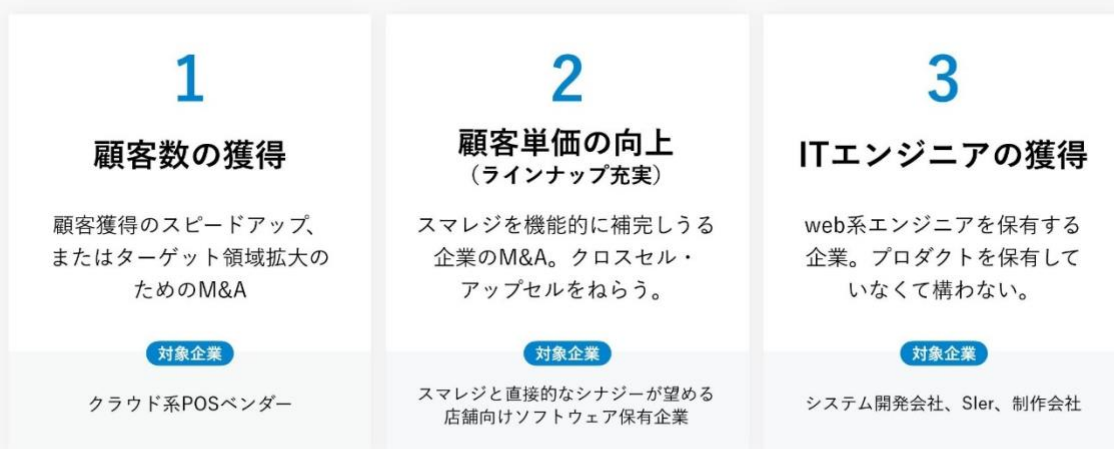 1
顧客数の獲得
顧客獲得のスピードアップ、
またはターゲット領域拡大の
ためのM&A
対象企業
クラウド系POSベンダー
2
顧客単価の向上
（ラインナップ充実）
スマレジを機能的に補完しうる
企業のM&A。クロスセル・
アップセルをねらう。
対象企業
スマレジと直接的なシナジーが望める
店舗向けソフトウェア保有企業
3
ITエンジニアの獲得
web系エンジニアを保有する
企業。プロダクトを保有して
いなくて構わない。
対象企業
システム開発会社、SIer、制作会社